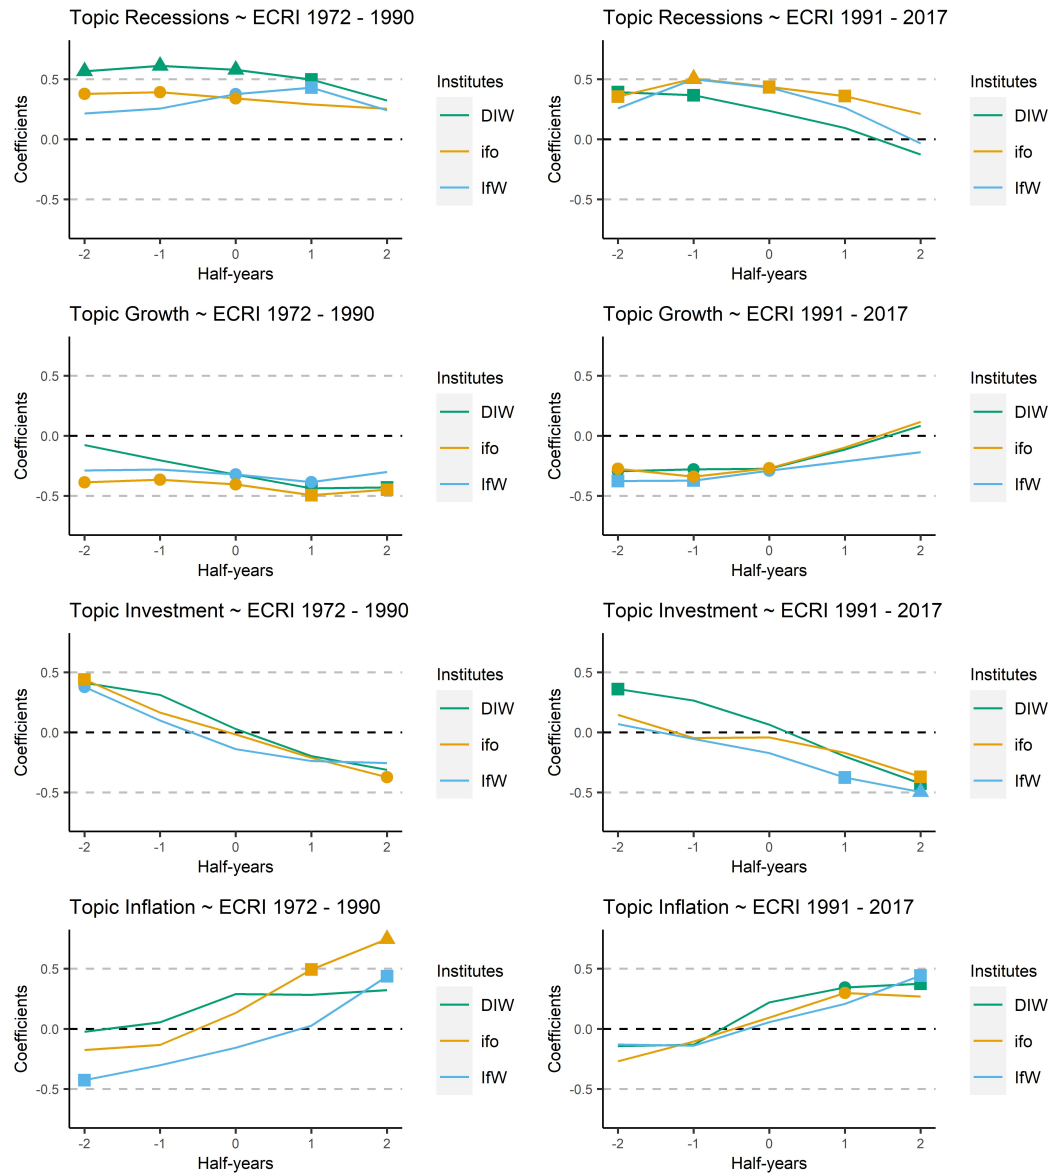 Topic Recessions ~ ECRI 1972 - 1990
Coefficients
0.5
0.0
-0.5
-2 -1 0 1 2
Half-years
Institutes
DIW
ifo
IfW
Topic Recessions ~ ECRI 1991 - 2017
Coefficients
0.5
0.0
-0.5
-2 -1 0 1 2
Half-years
Institutes
DIW
ifo
IfW
Topic Growth ~ ECRI 1972 - 1990
Coefficients
0.5
0.0
-0.5
-2 -1 0 1 2
Half-years
Institutes
DIW
ifo
IfW
Topic Growth ~ ECRI 1991 - 2017
Coefficients
0.5
0.0
-0.5
-2 -1 0 1 2
Half-years
Institutes
DIW
ifo
IfW
Topic Investment ~ ECRI 1972 - 1990
Coefficients
0.5
0.0
-0.5
-2 -1 0 1 2
Half-years
Institutes
DIW
ifo
IfW
Topic Investment ~ ECRI 1991 - 2017
Coefficients
0.5
0.0
-0.5
-2 -1 0 1 2
Half-years
Institutes
DIW
ifo
IfW
Topic Inflation ~ ECRI 1972 - 1990
Coefficients
0.5
0.0
-0.5
-2 -1 0 1 2
Half-years
Institutes
DIW
ifo
IfW
Topic Inflation ~ ECRI 1991 - 2017
Coefficients
0.5
0.0
-0.5
-2 -1 0 1 2
Half-years
Institutes
DIW
ifo
IfW